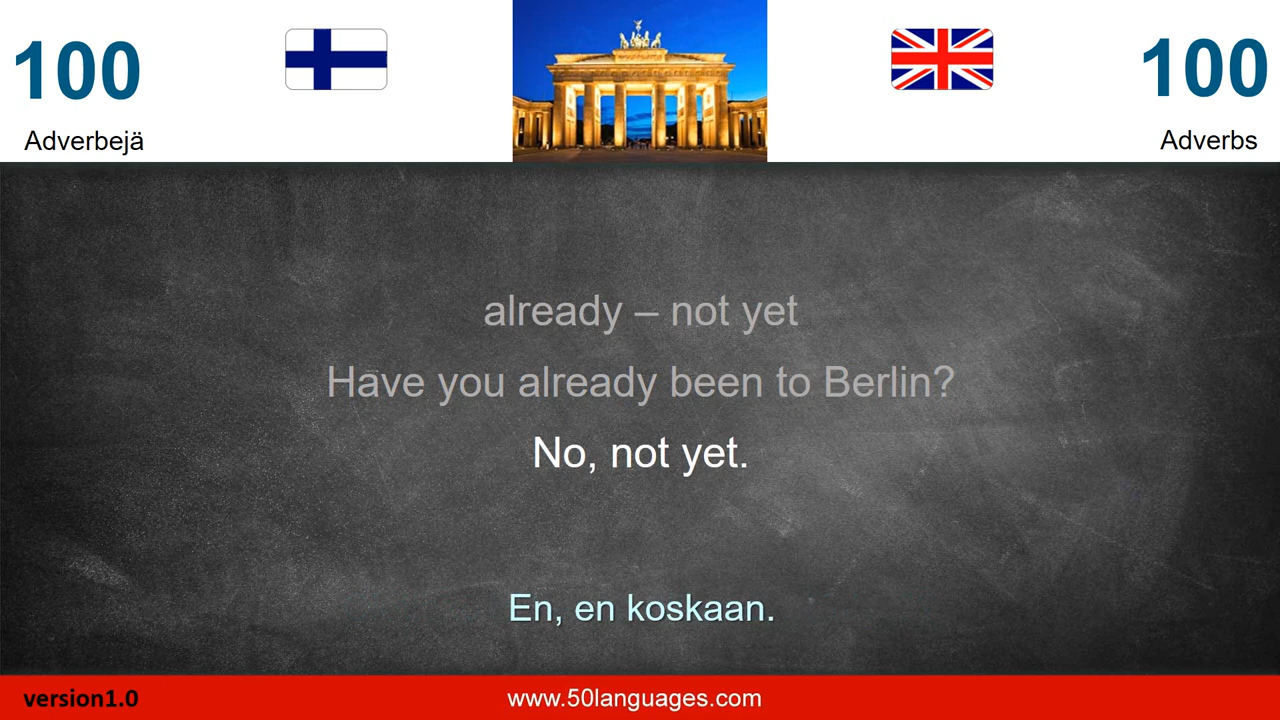 100
100
Adverbejä
Adverbs
already – not yet
Have you already been to Berlin?
No, not yet.
En, en koskaan.
version1.0
www.50languages.com